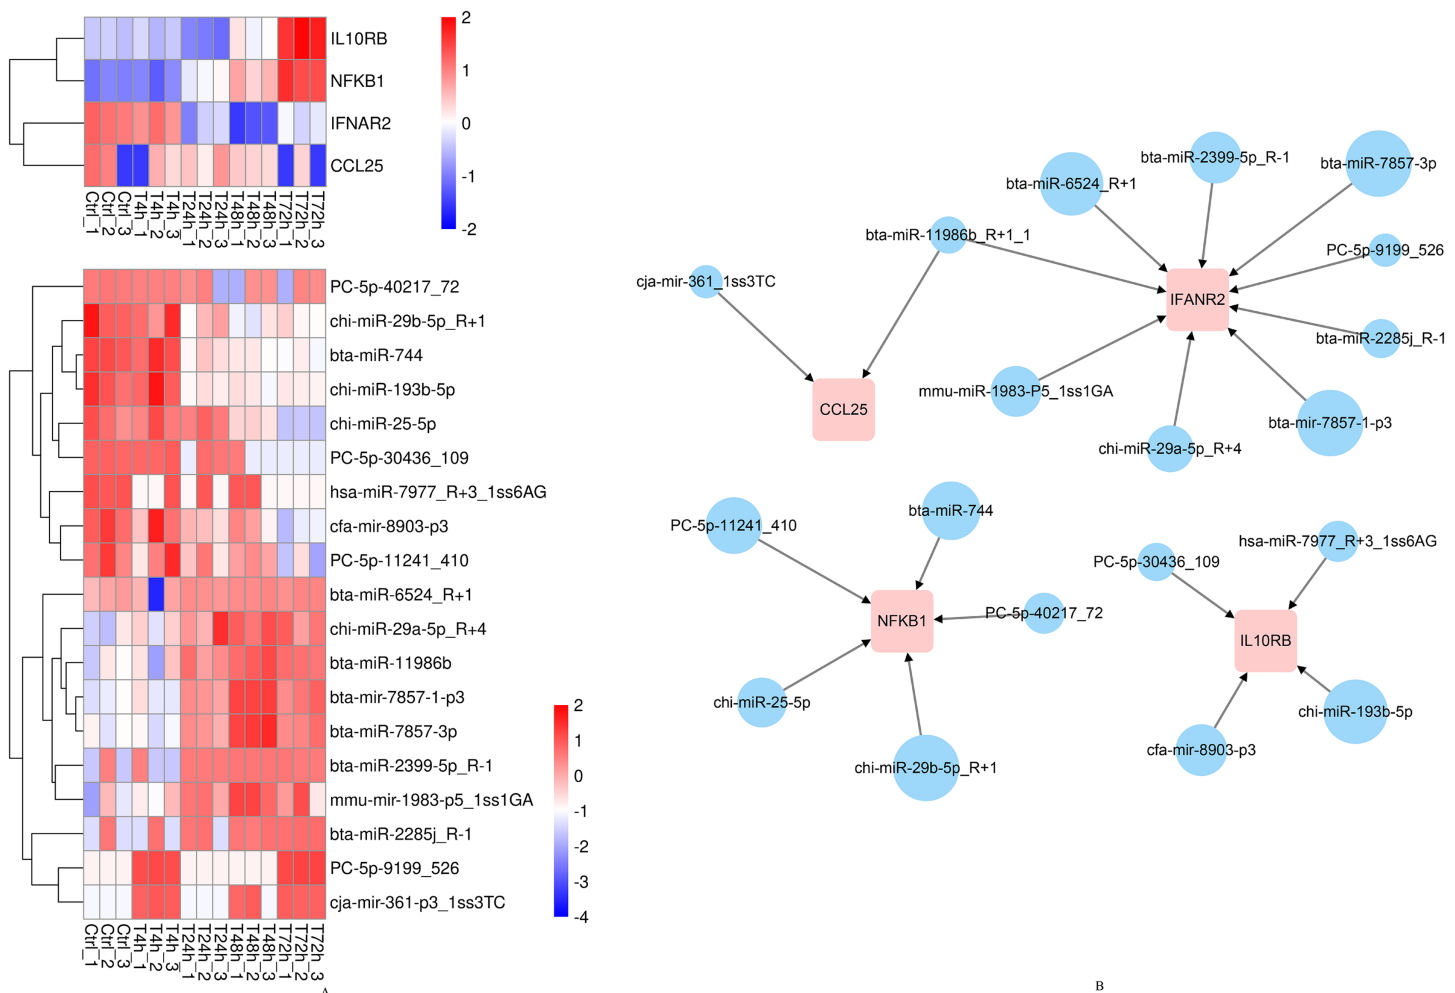 IL10RB
NFKB1
IFNAR2
CCL25
2
1
0
-1
-2
Ctrl_1
Ctrl_2
Ctrl_3
T4h_1
T4h_2
T4h_3
T24h_1
T24h_2
T24h_3
T48h_1
T48h_2
T48h_3
T72h_1
T72h_2
T72h_3
PC-5p-40217_72
chi-miR-29b-5p_R+1
bta-miR-744
chi-miR-193b-5p
chi-miR-25-5p
PC-5p-30436_109
hsa-miR-7977_R+3_1ss6AG
cfa-mir-8903-p3
PC-5p-11241_410
bta-miR-6524_R+1
chi-miR-29a-5p_R+4
bta-miR-11986b
bta-mir-7857-1-p3
bta-miR-7857-3p
bta-miR-2399-5p_R-1
mmu-mir-1983-p5_1ss1GA
bta-miR-2285j_R-1
PC-5p-9199_526
cja-mir-361-p3_1ss3TC
2
1
0
-1
-2
-3
-4
Ctrl_1
Ctrl_2
Ctrl_3
T4h_1
T4h_2
T4h_3
T24h_1
T24h_2
T24h_3
T48h_1
T48h_2
T48h_3
T72h_1
T72h_2
T72h_3
A
bta-miR-2399-5p_R-1
bta-miR-7857-3p
bta-miR-6524_R+1
bta-miR-11986b_R+1_1
PC-5p-9199_526
cja-mir-361_1ss3TC
IFANR2
bta-miR-2285j_R-1
mmu-miR-1983-P5_1ss1GA
CCL25
bta-mir-7857-1-p3
chi-miR-29a-5p_R+4
PC-5p-11241_410
bta-miR-744
hsa-miR-7977_R+3_1ss6AG
PC-5p-30436_109
NFKB1
PC-5p-40217_72
IL10RB
chi-miR-25-5p
chi-miR-193b-5p
cfa-mir-8903-p3
chi-miR-29b-5p_R+1
B